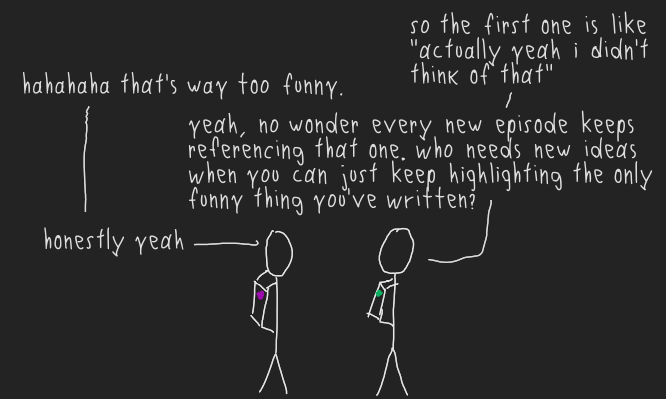 so the first one is like
"actually yeah i didn't
think of that"
hahahaha that's way too funny.
yeah, no wonder every new episode keeps
referencing that one. who needs new ideas
when you can just keep highlighting the only
funny thing you've written?
honestly yeah